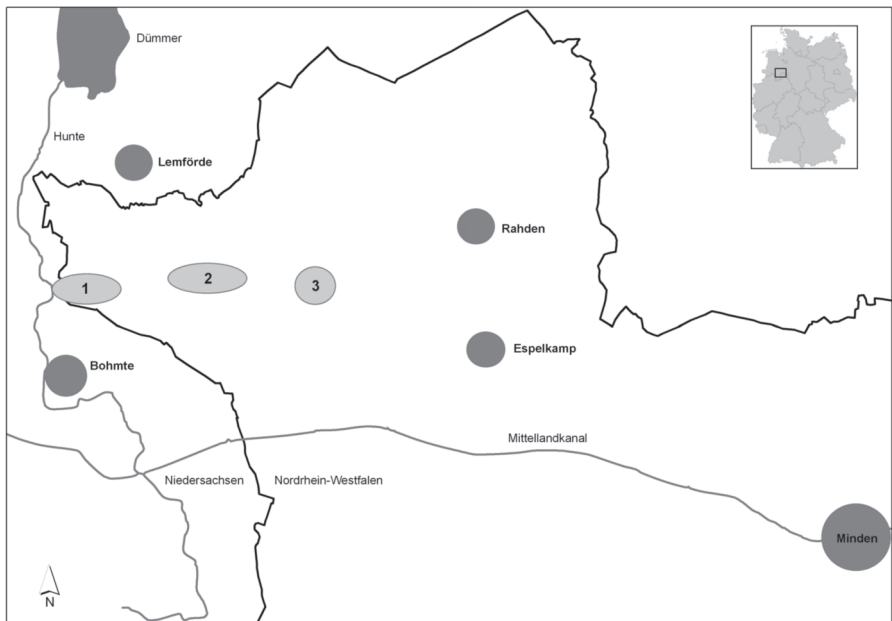 Dümmer
Hunte
Lemförde
Rahden
1
2
3
Espelkamp
Bohmte
Mittellandkanal
Niedersachsen
Nordrhein-Westfalen
Minden
N